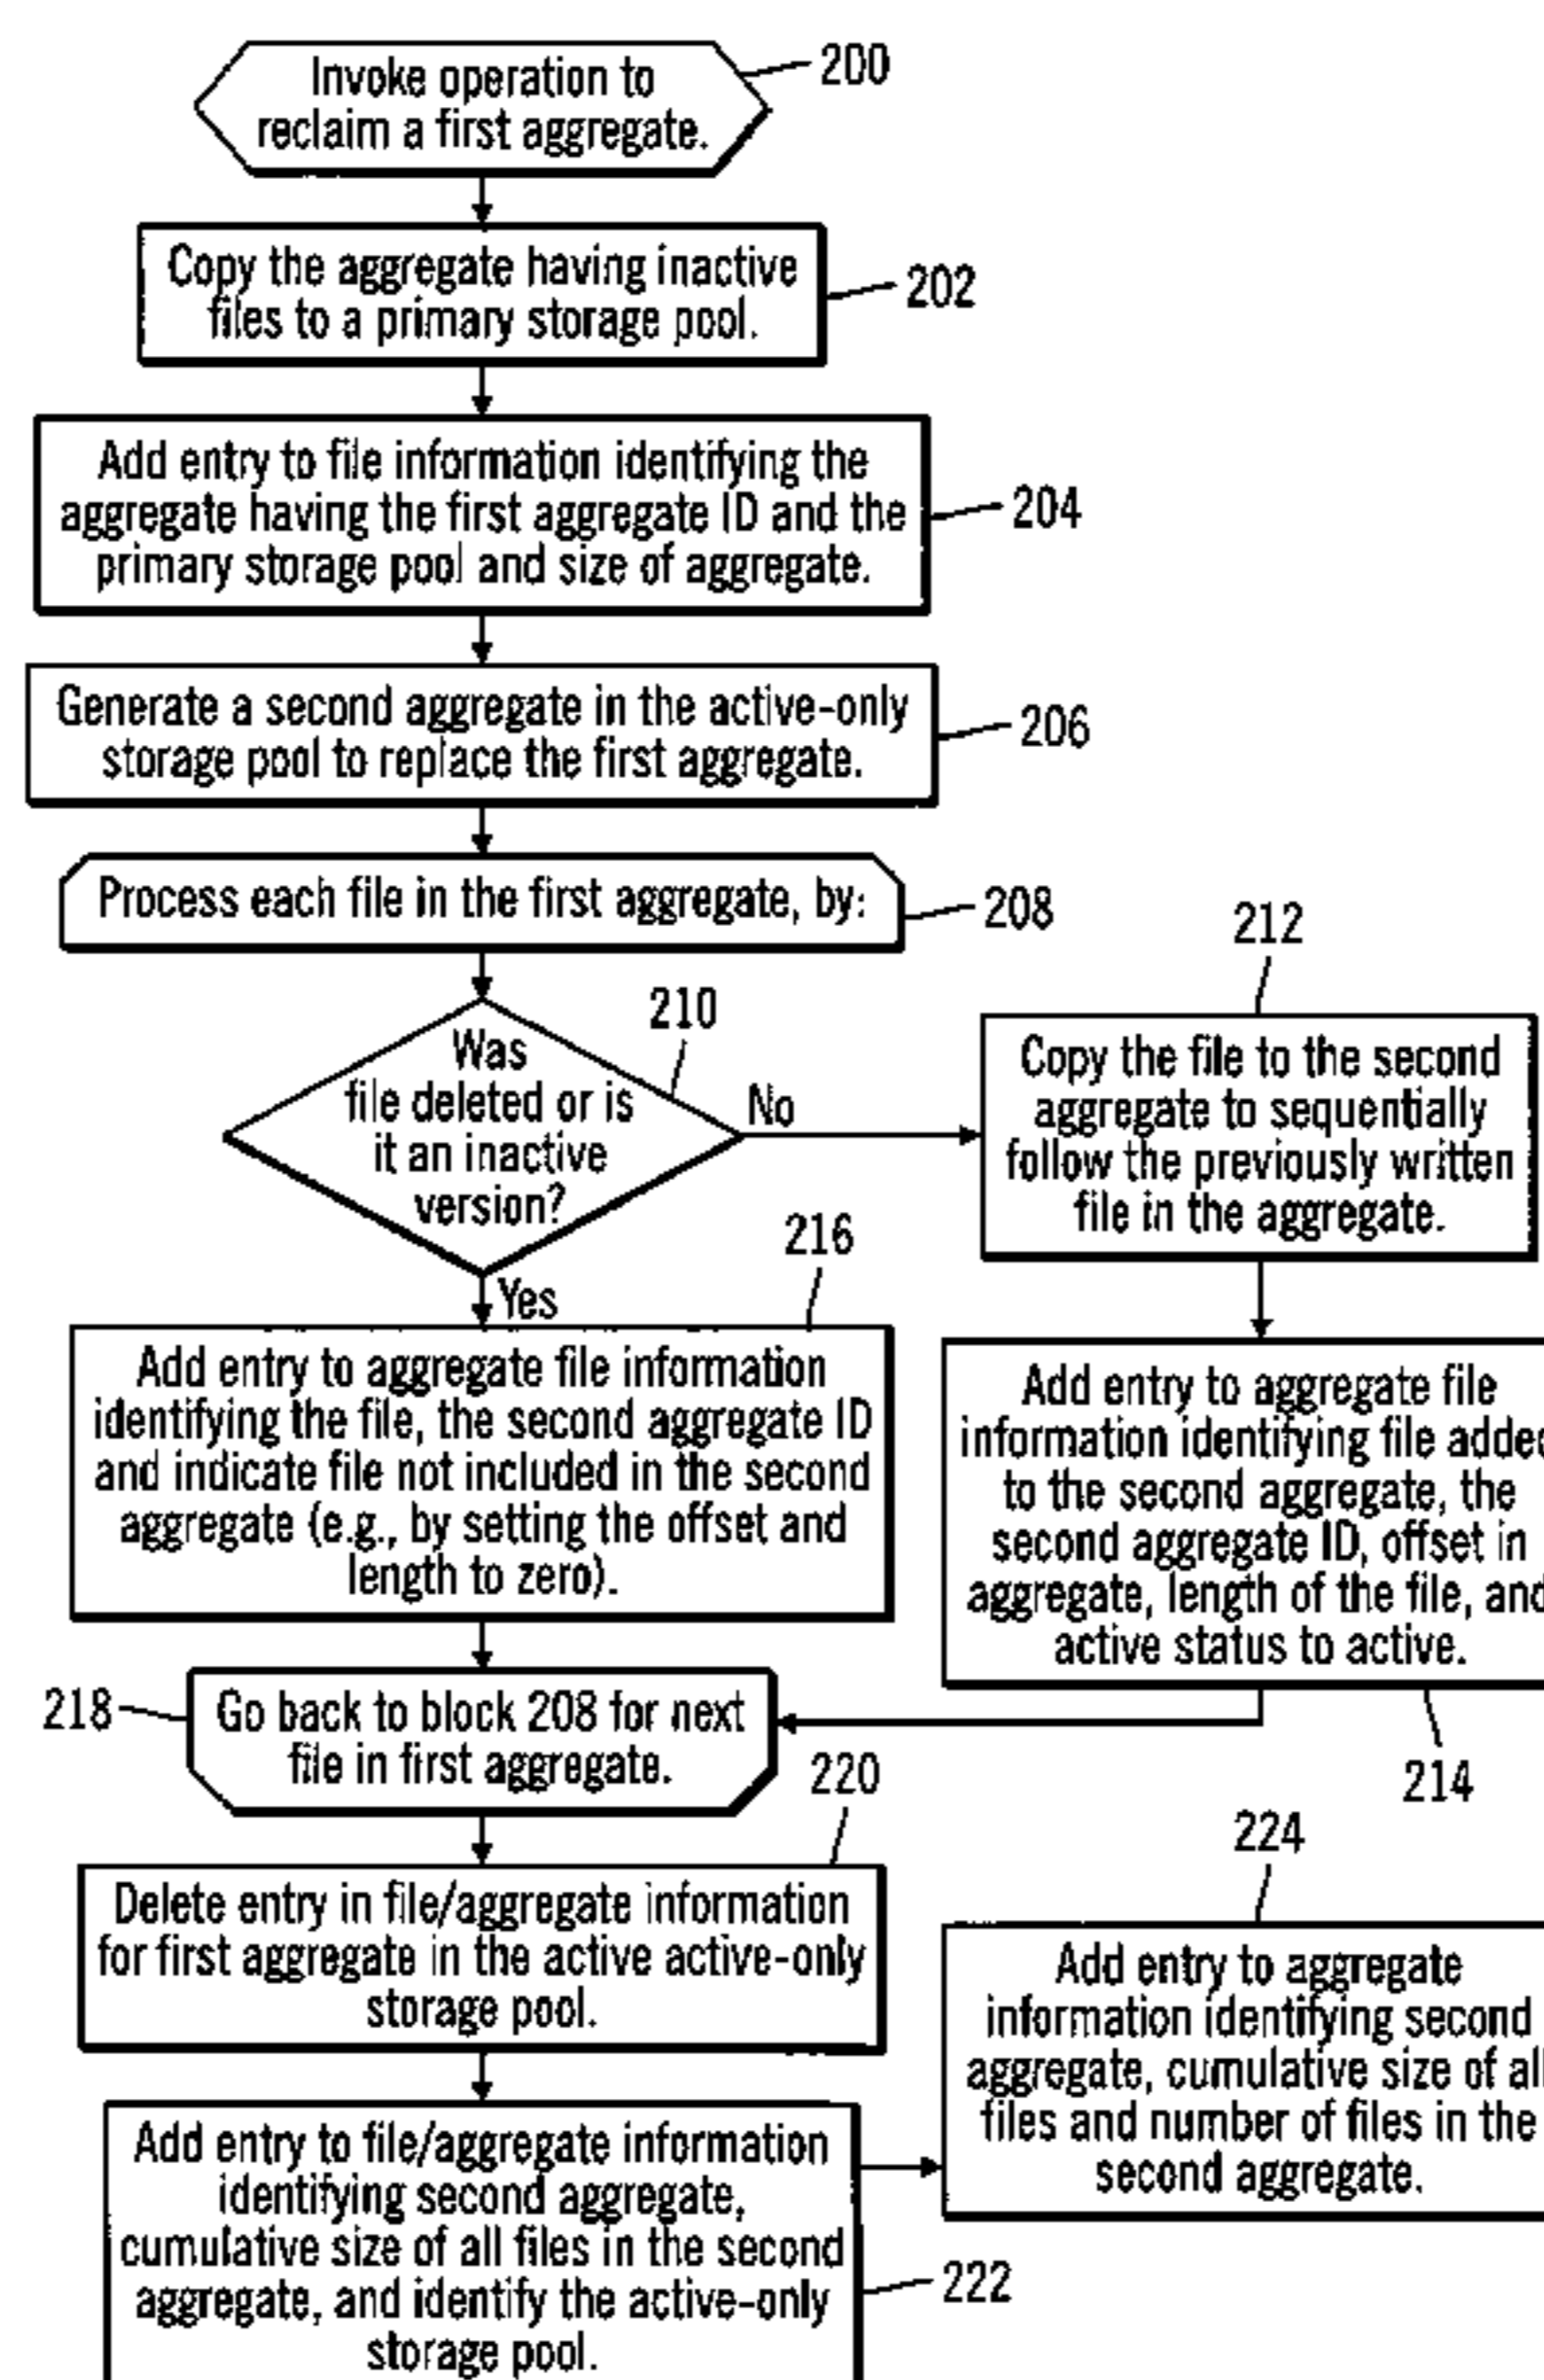 Invoke operation to
reclaim a first aggregate.
200
Copy the aggregate having inactive
files to a primary storage pool.
202
Add entry to file information identifying the
aggregate having the first aggregate ID and the
primary storage pool and size of aggregate.
204
Generate a second aggregate in the active-only
storage pool to replace the first aggregate.
206
Process each file in the first aggregate, by:
208
210
Was
file deleted or is
it an inactive
version?
No
Yes
212
Copy the file to the second
aggregate to sequentially
follow the previously written
file in the aggregate.
216
Add entry to aggregate file information
identifying the file, the second aggregate ID
and indicate file not included in the second
aggregate (e.g., by setting the offset and
length to zero).
Add entry to aggregate file
information identifying file added
to the second aggregate, the
second aggregate ID, offset in
aggregate, length of the file, and
active status to active.
214
218
Go back to block 208 for next
file in first aggregate.
220
Delete entry in file/aggregate information
for first aggregate in the active active-only
storage pool.
224
Add entry to aggregate
information identifying second
aggregate, cumulative size of all
files and number of files in the
second aggregate.
Add entry to file/aggregate information
identifying second aggregate,
cumulative size of all files in the second
aggregate, and identify the active-only
storage pool.
222